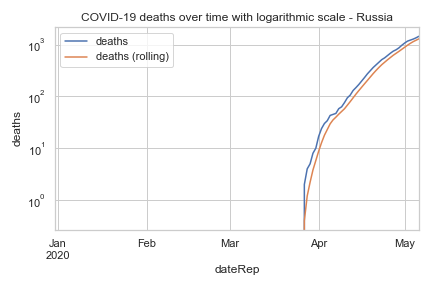 COVID-19 deaths over time with logarithmic scale - Russia
deaths
deaths (rolling)
10³
10²
10¹
10⁰
deaths
Jan Feb Mar Apr May
2020
dateRep